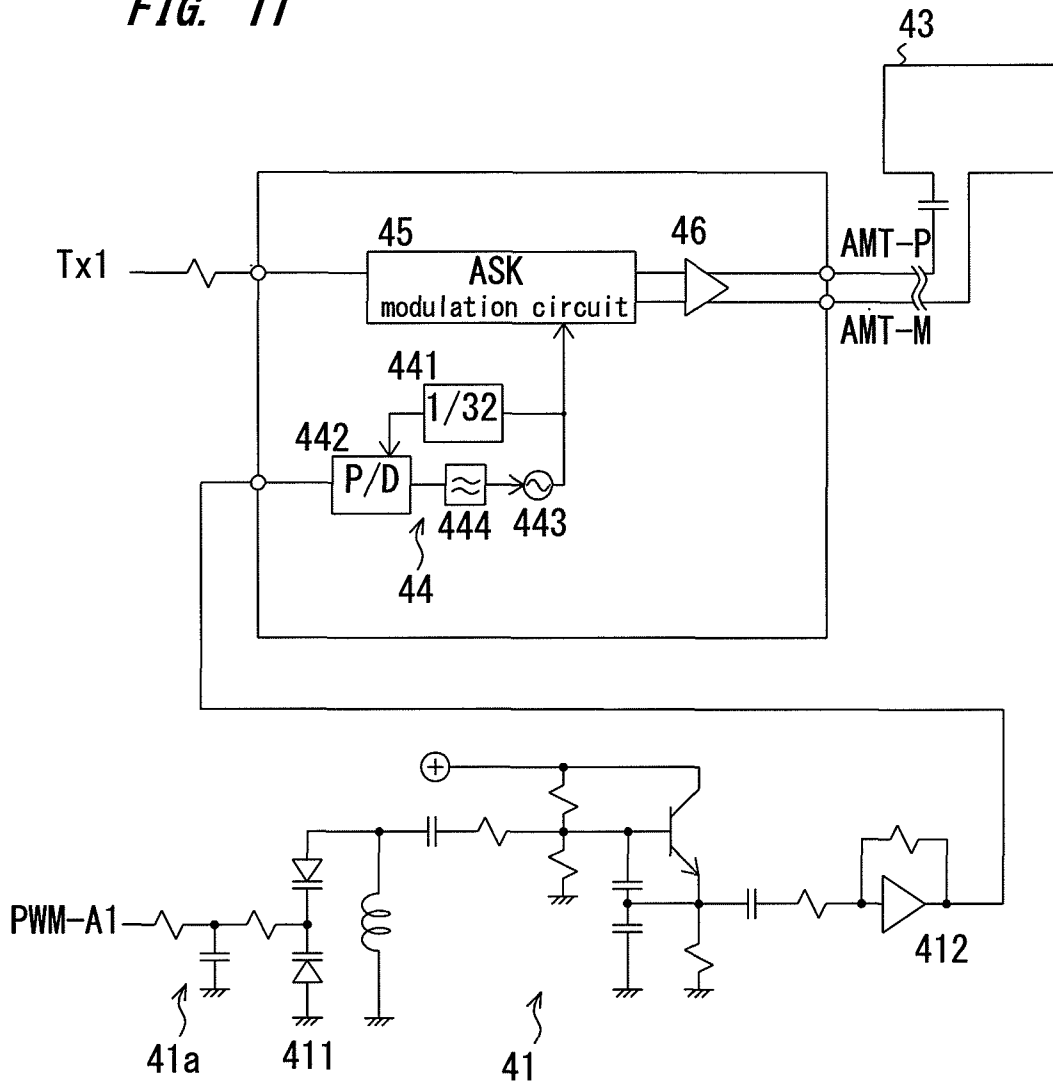 FIG. 11
43
45
46
AMT-P
Tx1
ASK
modulation circuit
AMT-M
441
1/32
442
P/D
444
443
44
+
PWM-A1
412
41a
411
41